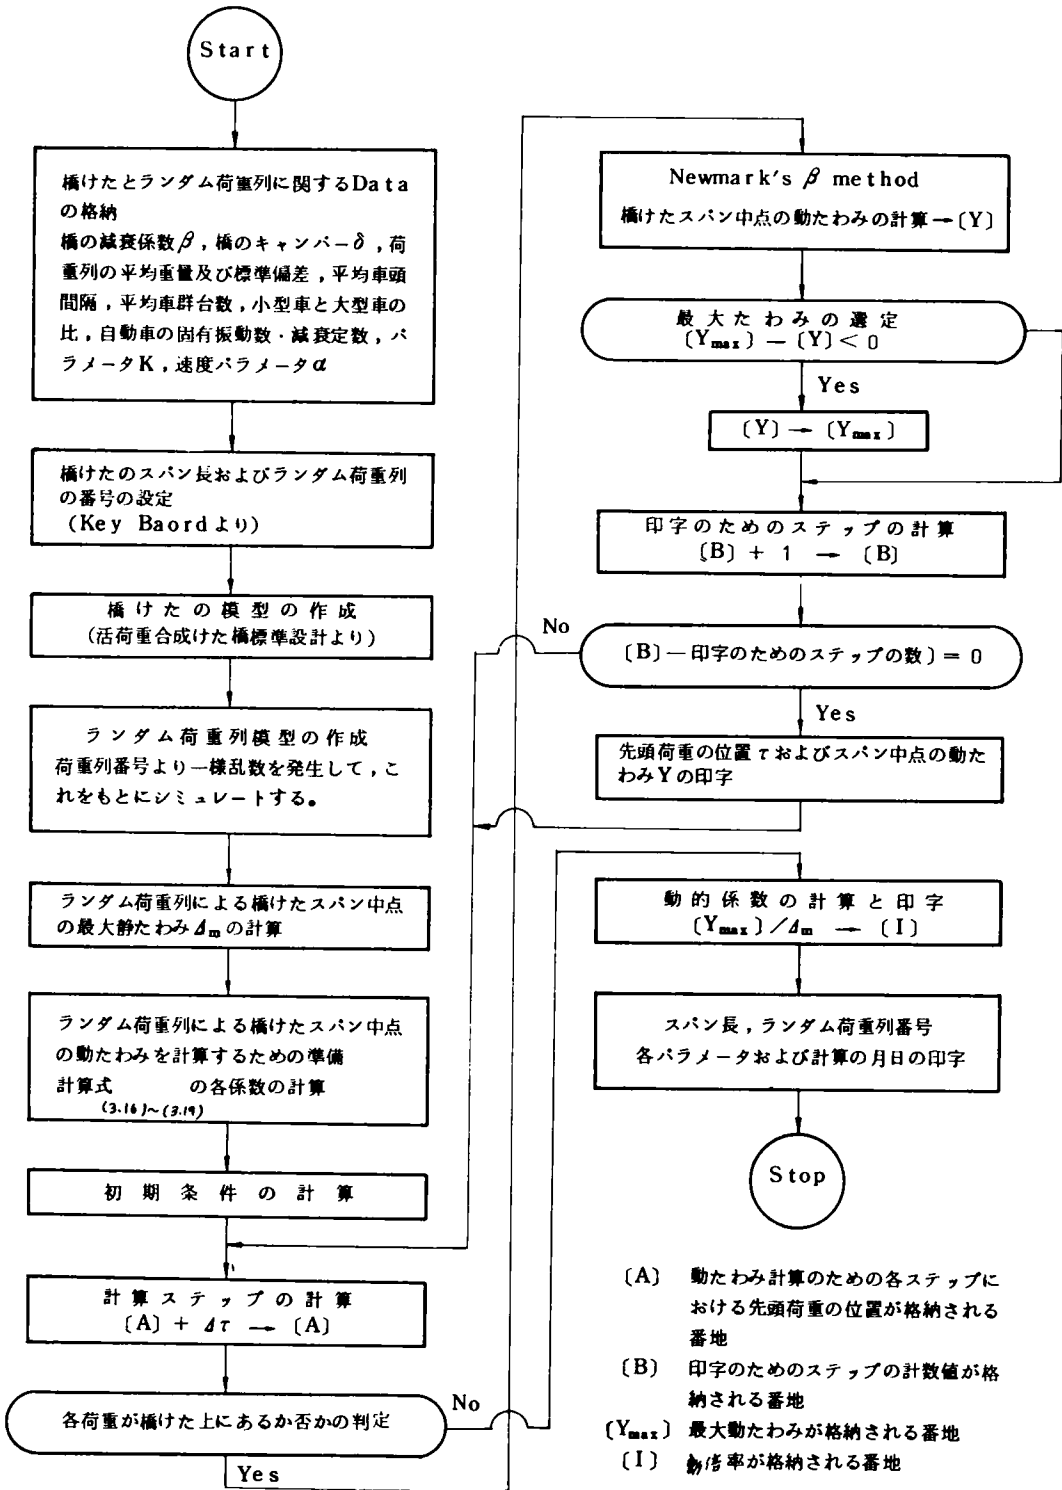 Start
橋けたとランダム荷重列に関するData
の格納
橋の減衰係数β，橋のキャンバーδ，荷
重列の平均重量及び標準偏差，平均車頭
間隔，平均車群台数，小型車と大型車の
比，自動車の固有振動数・減衰定数，パ
ラメータK，速度パラメータα
橋けたのスパン長およびランダム荷重列
の番号の設定
(Key Baordより)
橋けたの模型の作成
(活荷重合成けた橋標準設計より)
ランダム荷重列模型の作成
荷重列番号より一様乱数を発生して，こ
れをもとにシミュレートする。
ランダム荷重列による橋けたスパン中点
の最大静たわみΔmの計算
ランダム荷重列による橋けたスパン中点
の動たわみを計算するための準備
計算式 の各係数の計算
(3.16)~(3.19)
初期条件の計算
計算ステップの計算
〔A〕+ Δτ → 〔A〕
各荷重が橋けた上にあるか否かの判定
No
Yes
Newmark's β method
橋けたスパン中点の動たわみの計算→〔Y〕
最大たわみの選定
〔Ymax〕―〔Y〕< 0
Yes
〔Y〕→〔Ymax〕
印字のためのステップの計算
〔B〕+ 1 → 〔B〕
No
〔B〕―印字のためのステップの数〕= 0
Yes
先頭荷重の位置τおよびスパン中点の動た
わみYの印字
動的係数の計算と印字
〔Ymax〕/Δm → 〔I〕
スパン長，ランダム荷重列番号
各パラメータおよび計算の月日の印字
Stop
〔A〕 動たわみ計算のための各ステップに
おける先頭荷重の位置が格納される
番地
〔B〕 印字のためのステップの計数値が格
納される番地
〔Ymax〕 最大動たわみが格納される番地
〔I〕 率が格納される番地